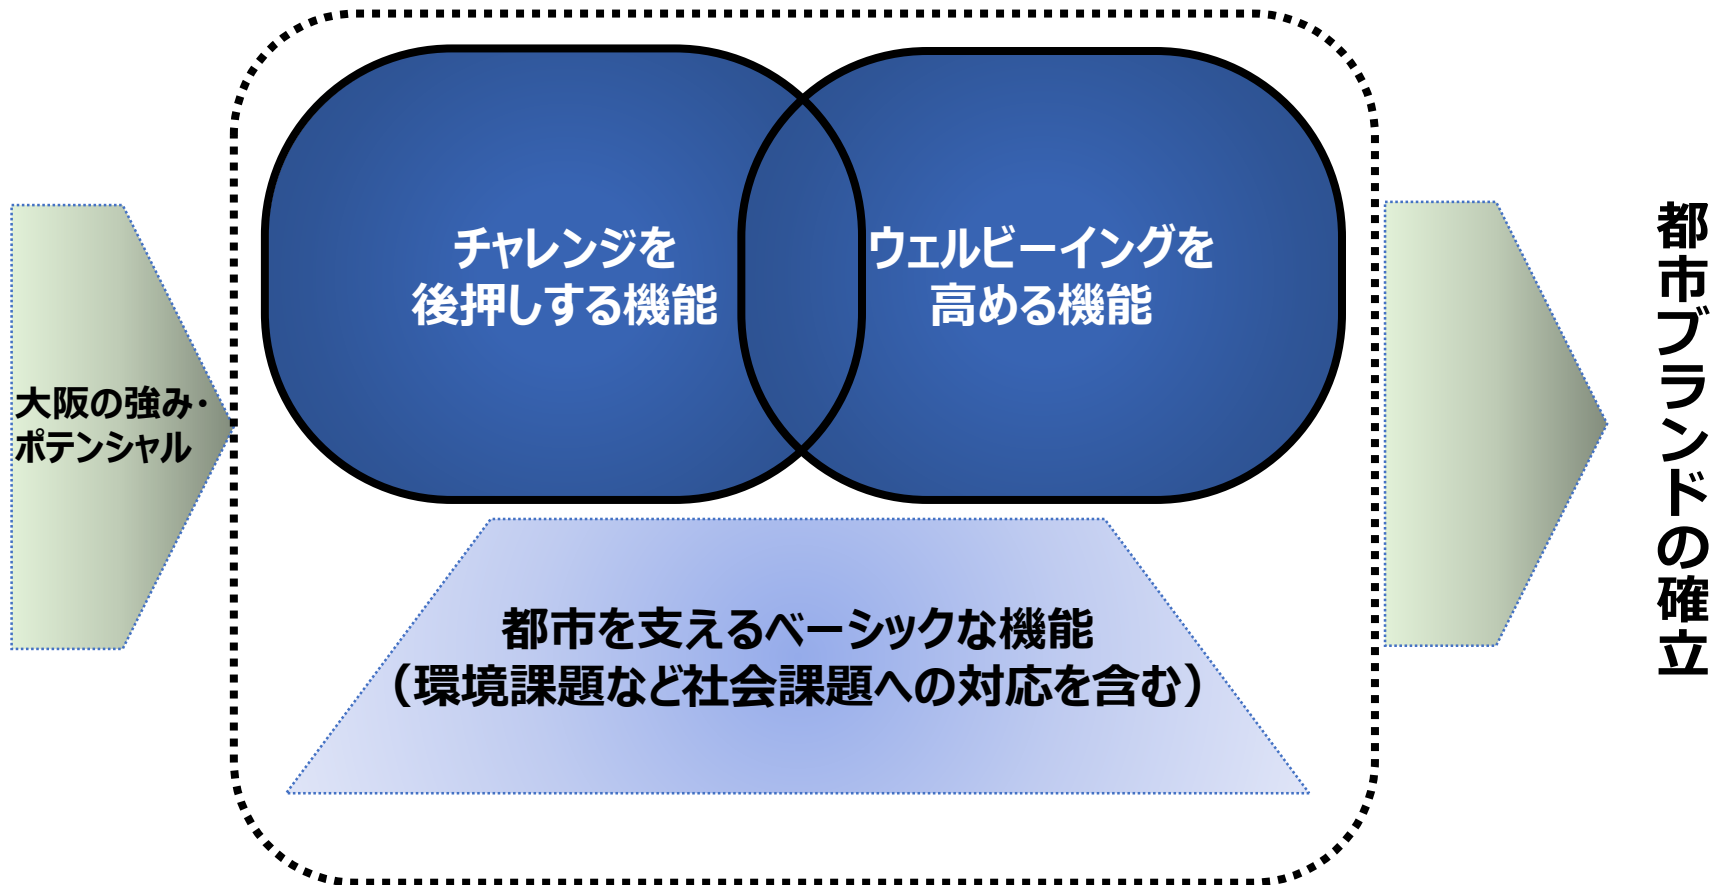 チャレンジを
後押しする機能
ウェルビーイングを
高める機能
大阪の強み・
ポテンシャル
都市を支えるベーシックな機能
（環境課題など社会課題への対応を含む）
都市ブランドの確立